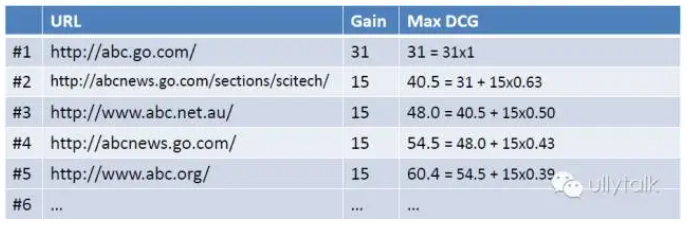 URL Gain Max DCG
#1 http://abc.go.com/ 31 31 = 31x1
#2 http://abcnews.go.com/sections/scitech/ 15 40.5 = 31 + 15x0.63
#3 http://www.abc.net.au/ 15 48.0 = 40.5 + 15x0.50
#4 http://abcnews.go.com/ 15 54.5 = 48.0 + 15x0.43
#5 http://www.abc.org/ 15 60.4 = 54.5 + 15x0.39
ullytalk
#6 ... ... ...